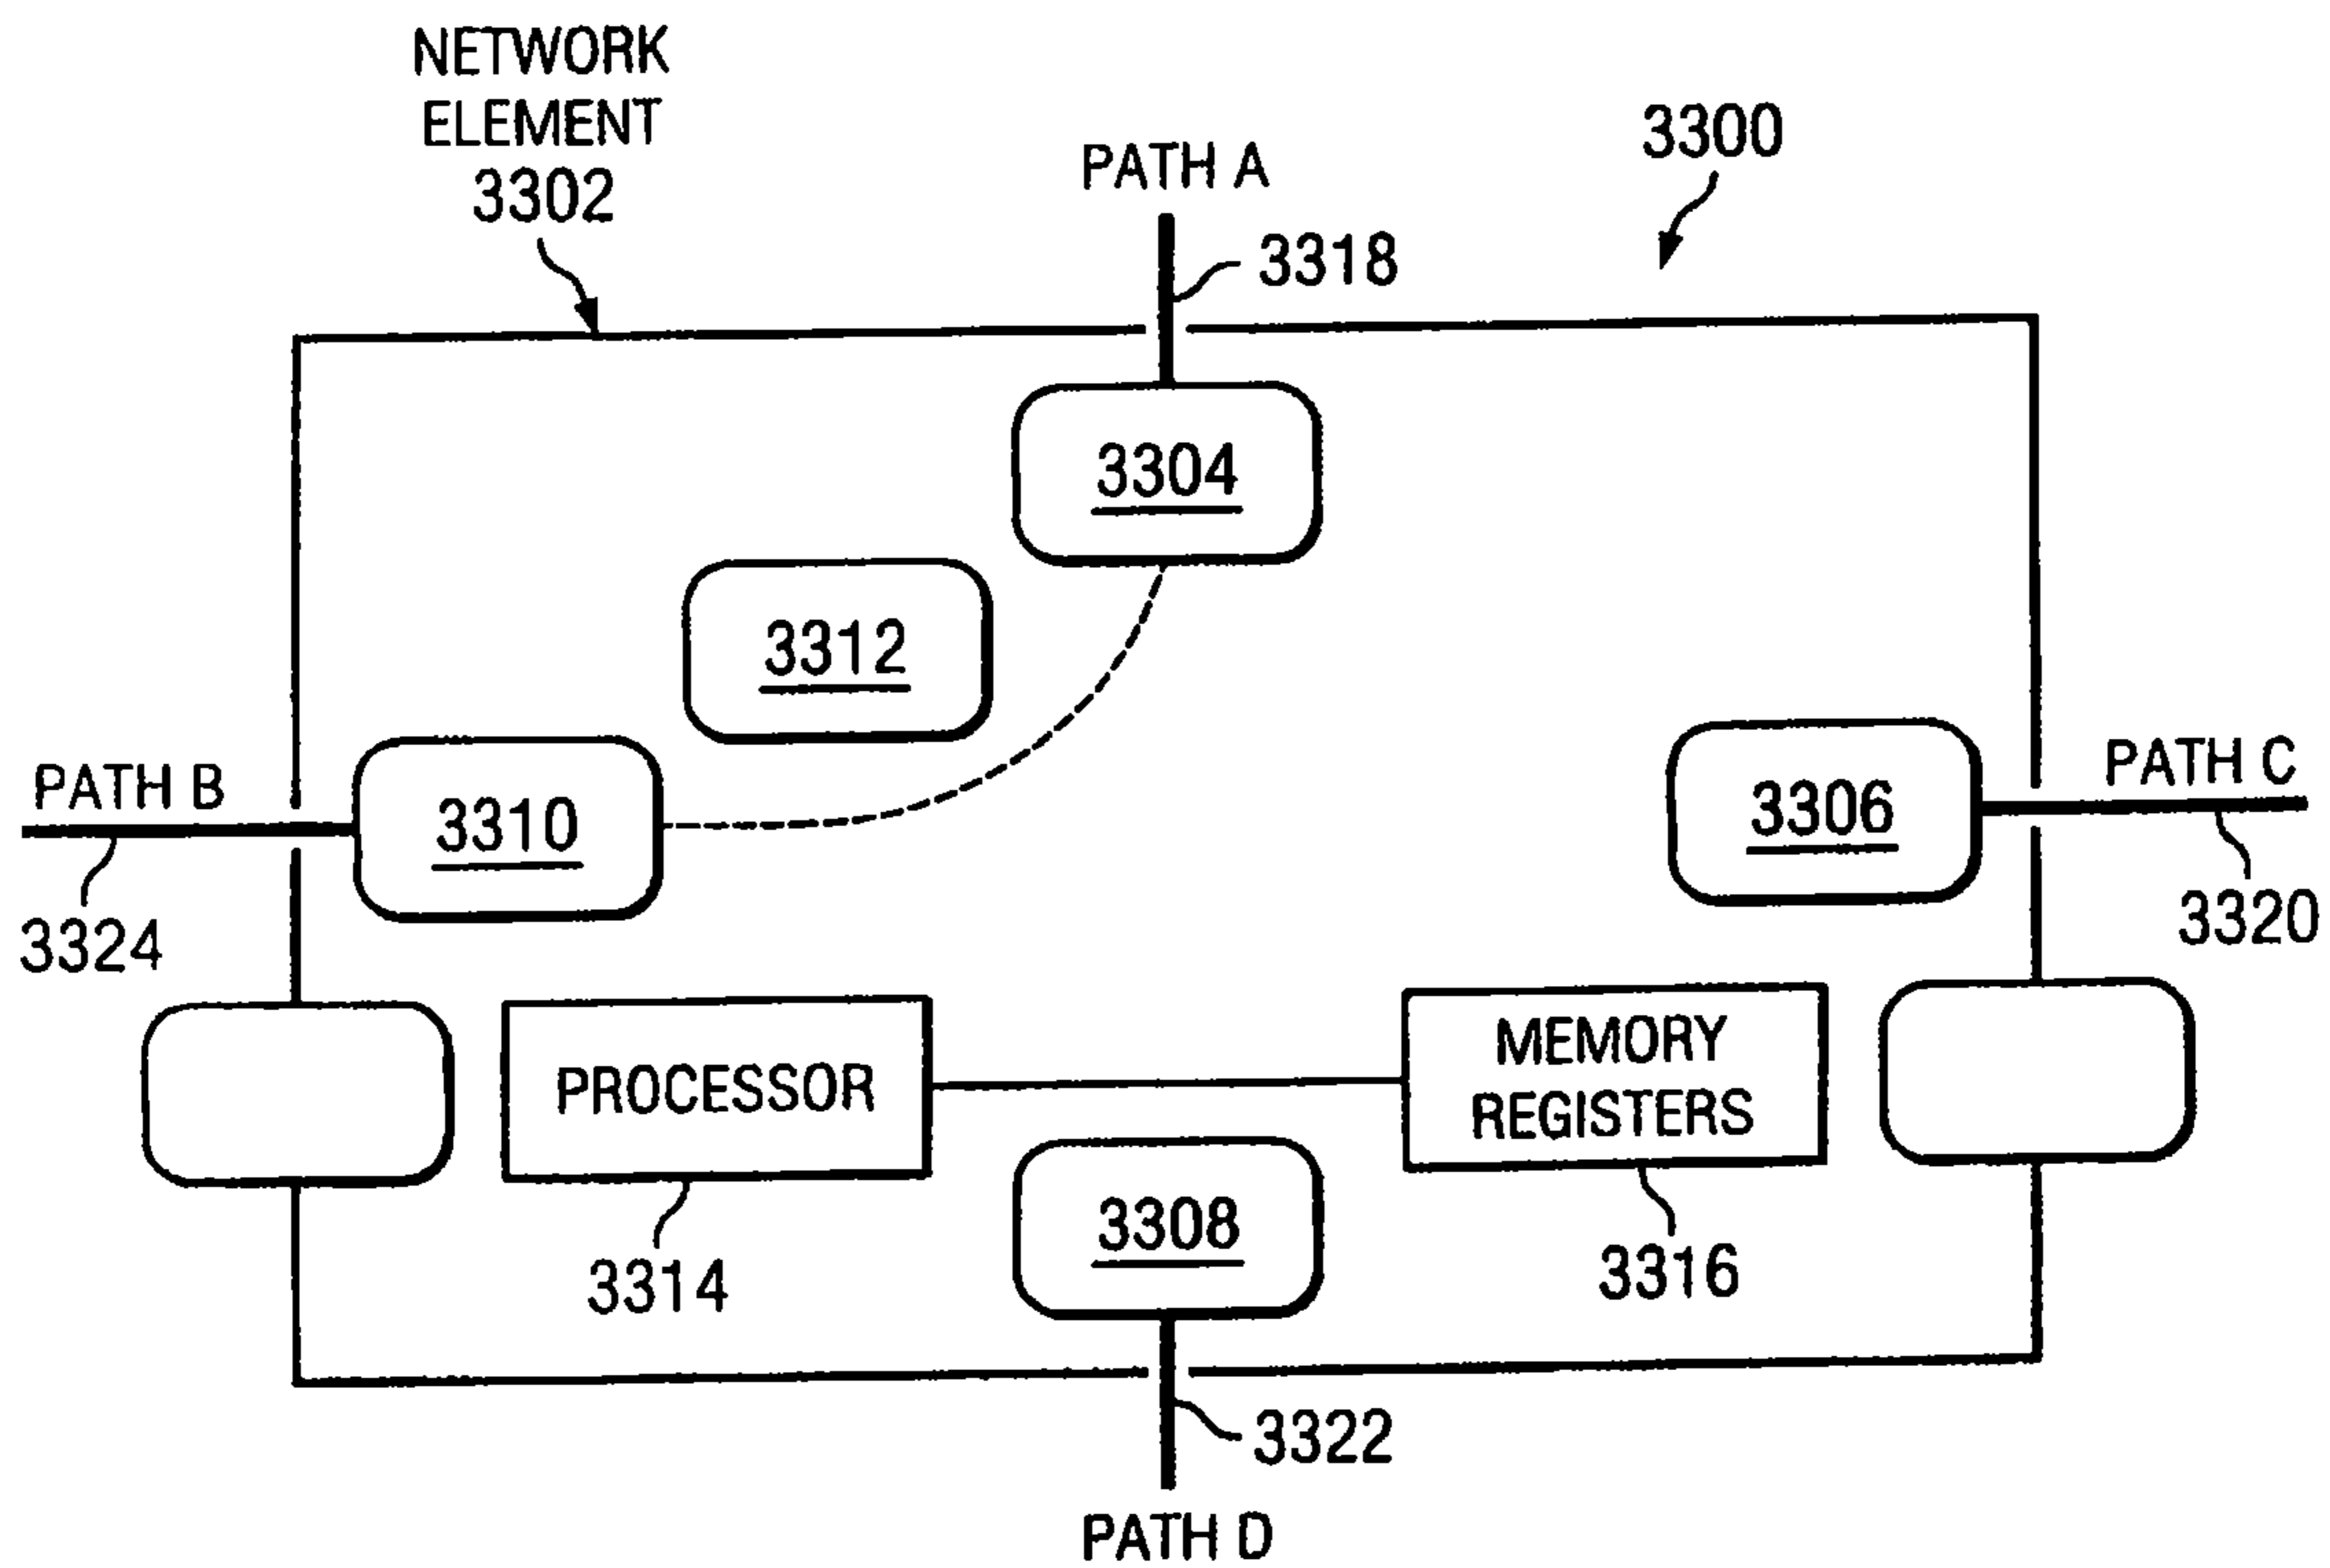 NETWORK
ELEMENT
3302
PATH A
3300
3318
3304
3312
PATH B
3310
3306
PATH C
3324
3320
PROCESSOR
MEMORY
REGISTERS
3308
3314
3316
3322
PATH D